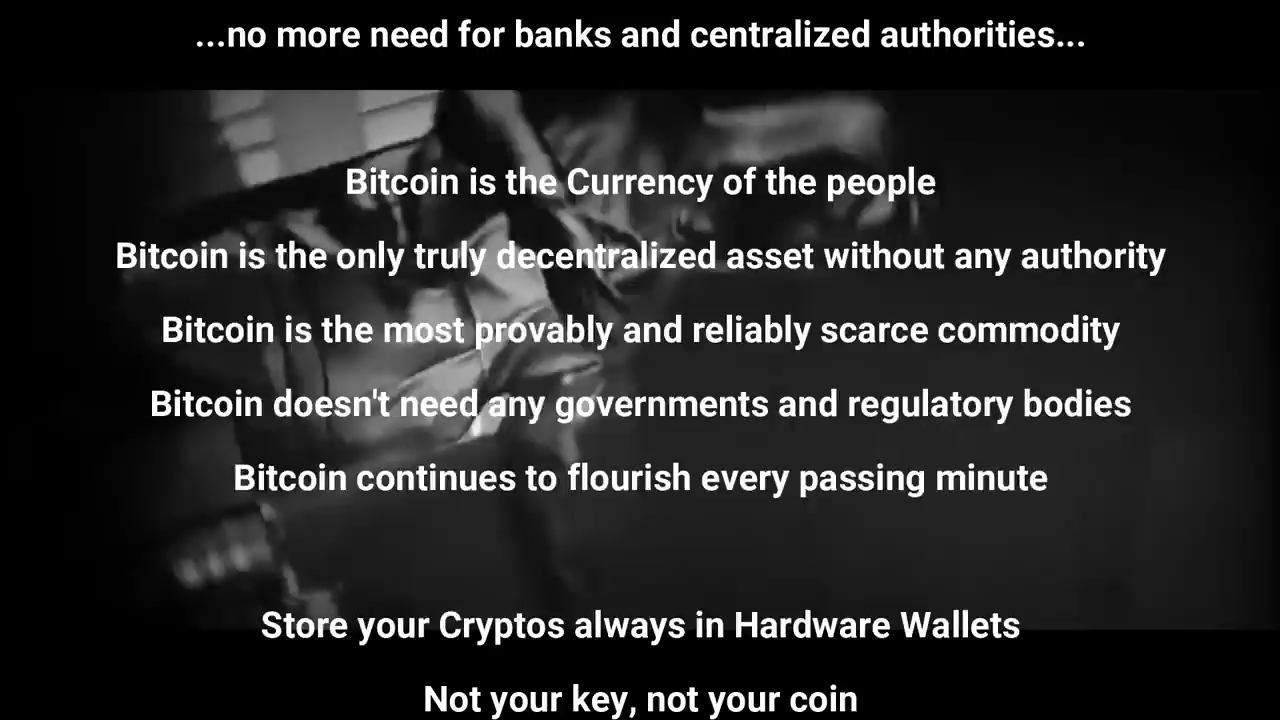 ...no more need for banks and centralized authorities...
Bitcoin is the Currency of the people
Bitcoin is the only truly decentralized asset without any authority
Bitcoin is the most provably and reliably scarce commodity
Bitcoin doesn't need any governments and regulatory bodies
Bitcoin continues to flourish every passing minute
Store your Cryptos always in Hardware Wallets
Not your key, not your coin